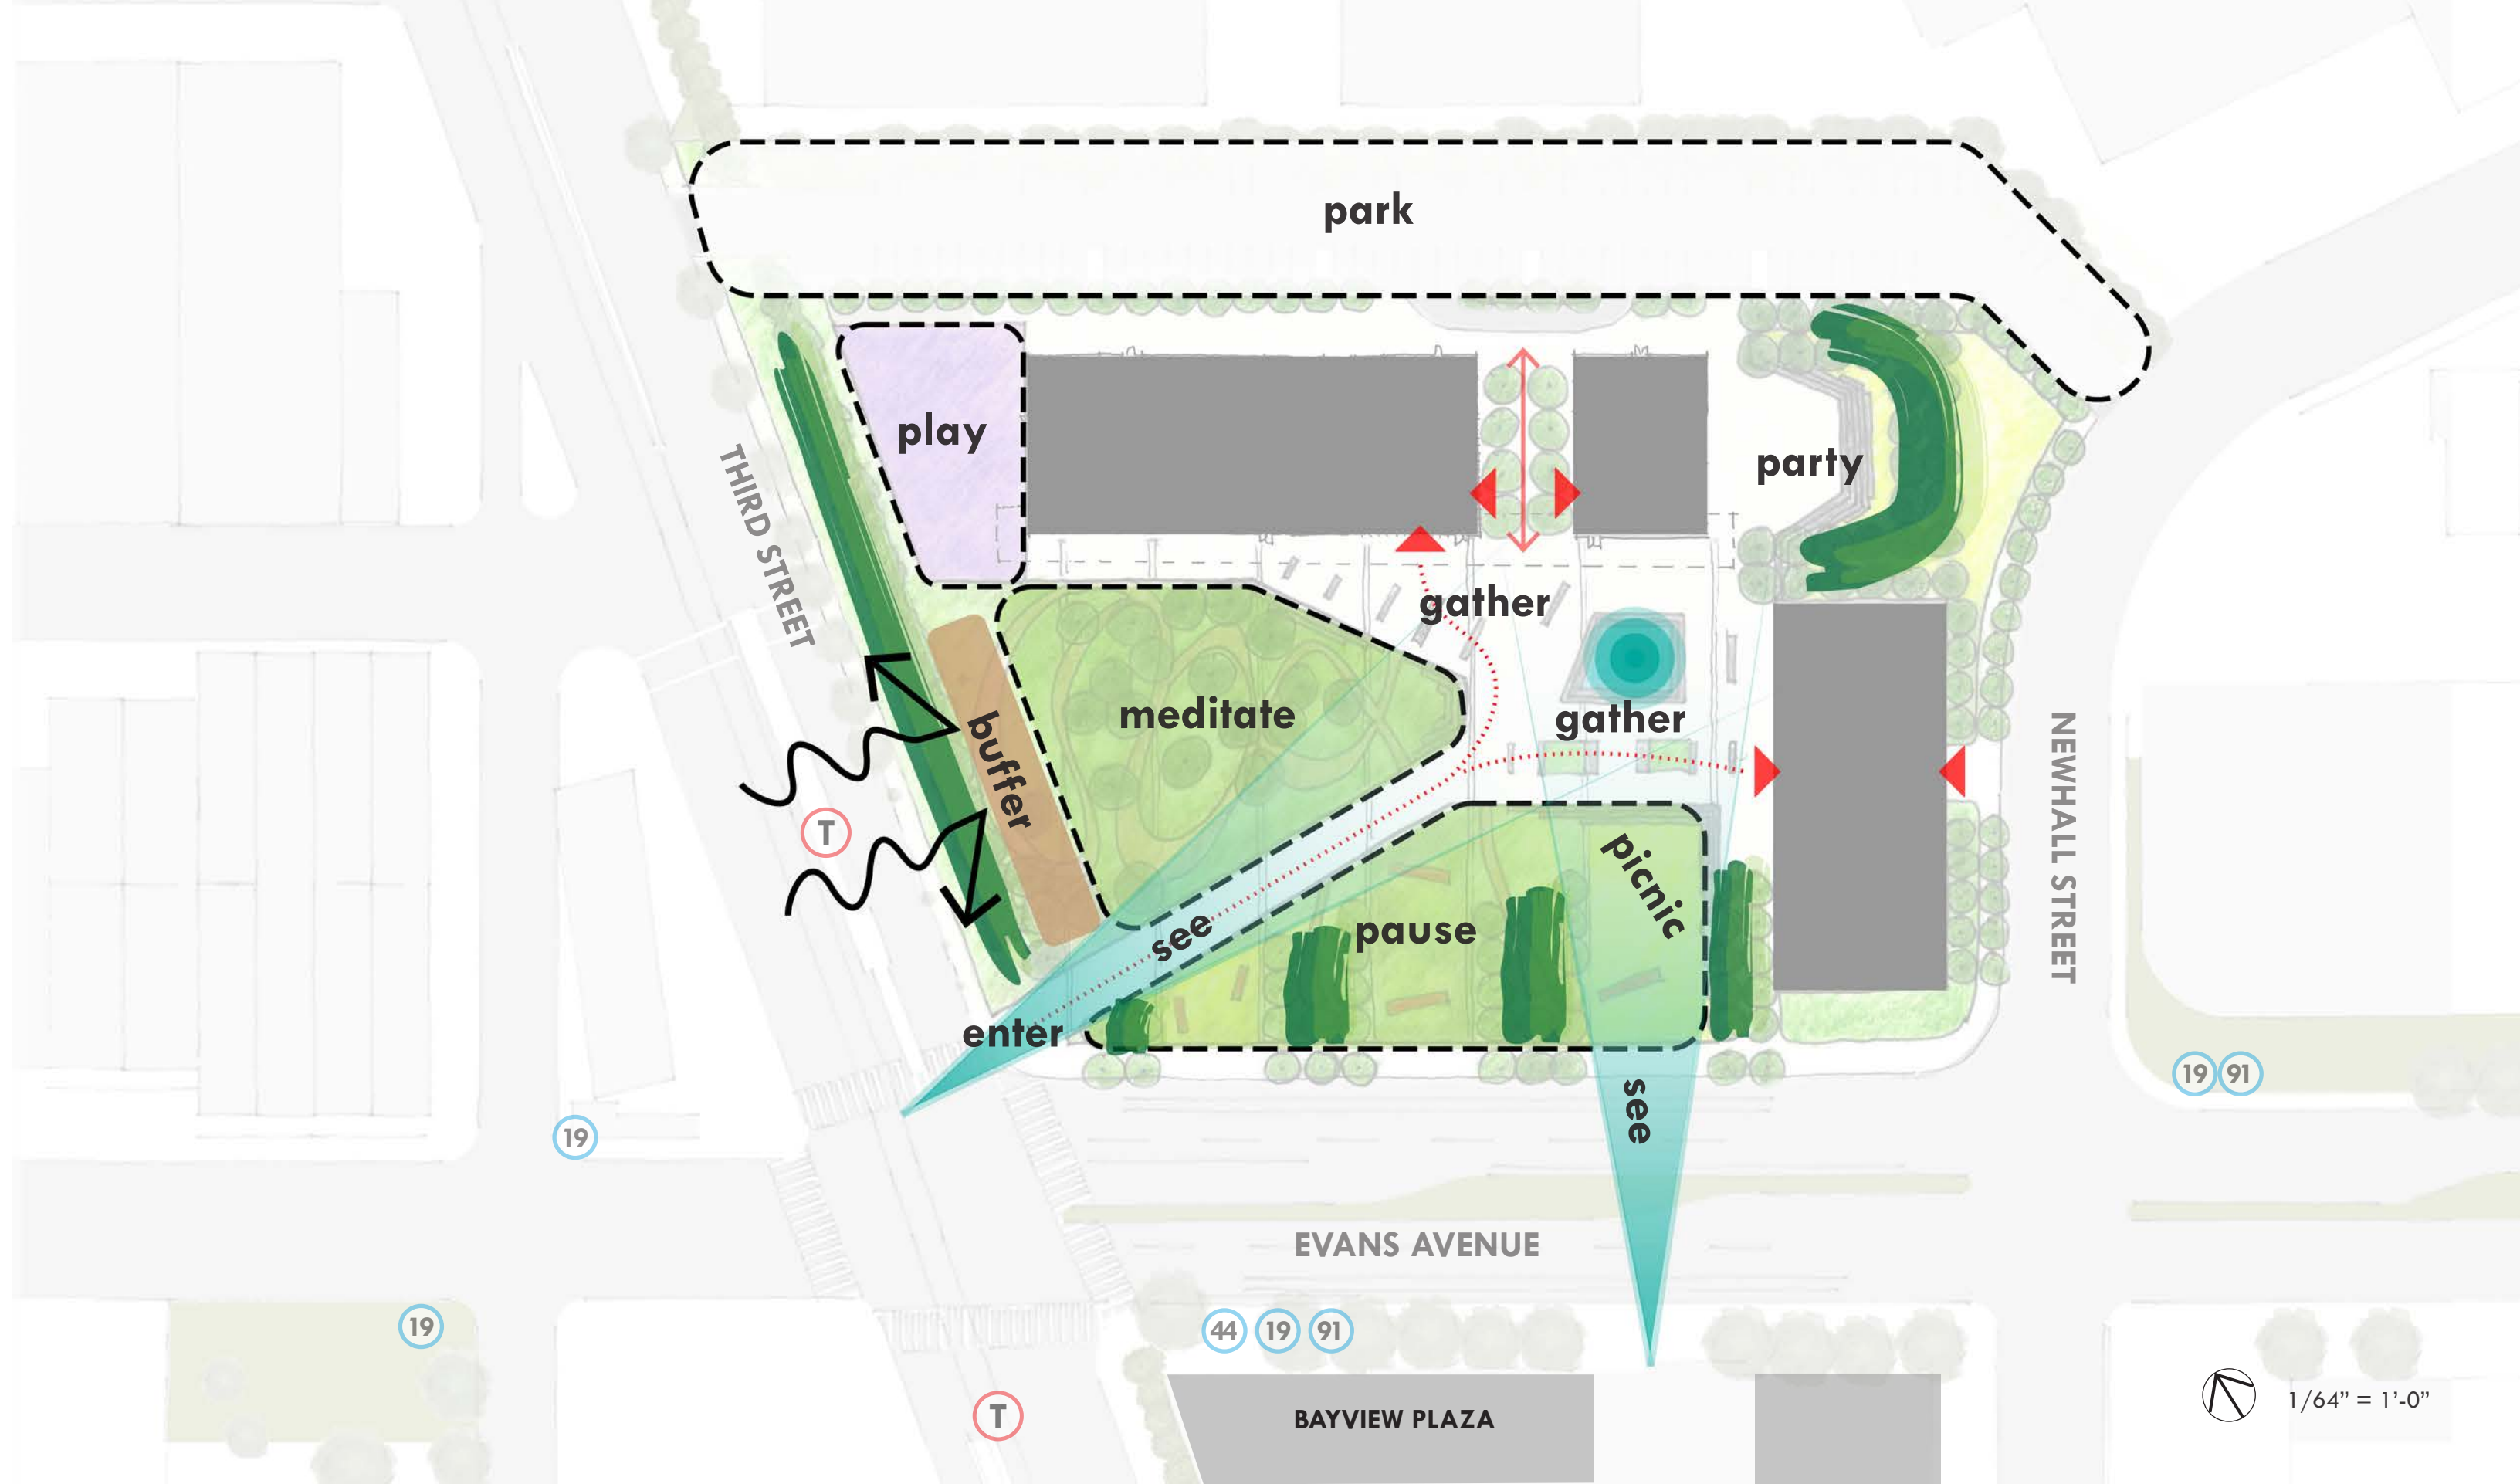 park
play
party
THIRD STREET
gather
meditate
gather
buffer
NEWHALL STREET
T
picnic
pause
see
enter
19
91
see
19
EVANS AVENUE
19
44
19
91
T
BAYVIEW PLAZA
1/64” = 1’-0”